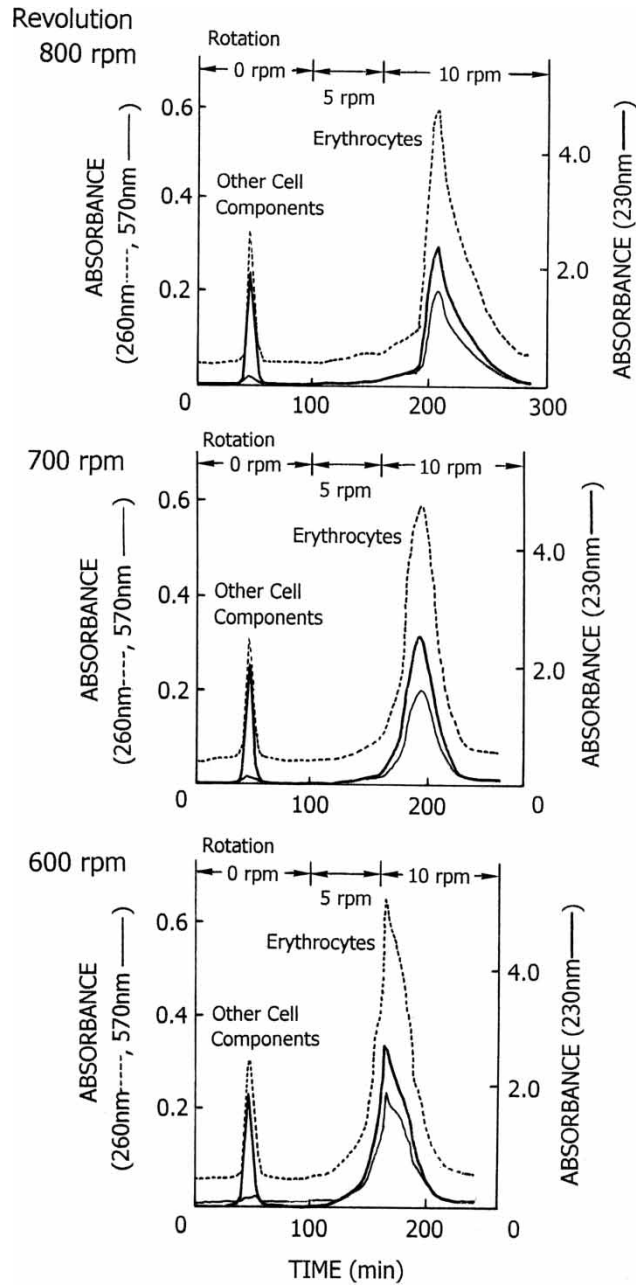 Revolution
800 rpm
Rotation
0 rpm
5 rpm
10 rpm
ABSORBANCE
(260nm----, 570nm ——)
0.6
0.4
0.2
0
Other Cell
Components
Erythrocytes
4.0
2.0
ABSORBANCE (230nm——)
100
200
300
700 rpm
Rotation
0 rpm
5 rpm
10 rpm
ABSORBANCE
(260nm----, 570nm ——)
0.6
0.4
0.2
0
Other Cell
Components
Erythrocytes
4.0
2.0
0
ABSORBANCE (230nm——)
100
200
600 rpm
Rotation
0 rpm
5 rpm
10 rpm
ABSORBANCE
(260nm----, 570nm ——)
0.6
0.4
0.2
0
Other Cell
Components
Erythrocytes
4.0
2.0
0
ABSORBANCE (230nm——)
100
200
TIME (min)